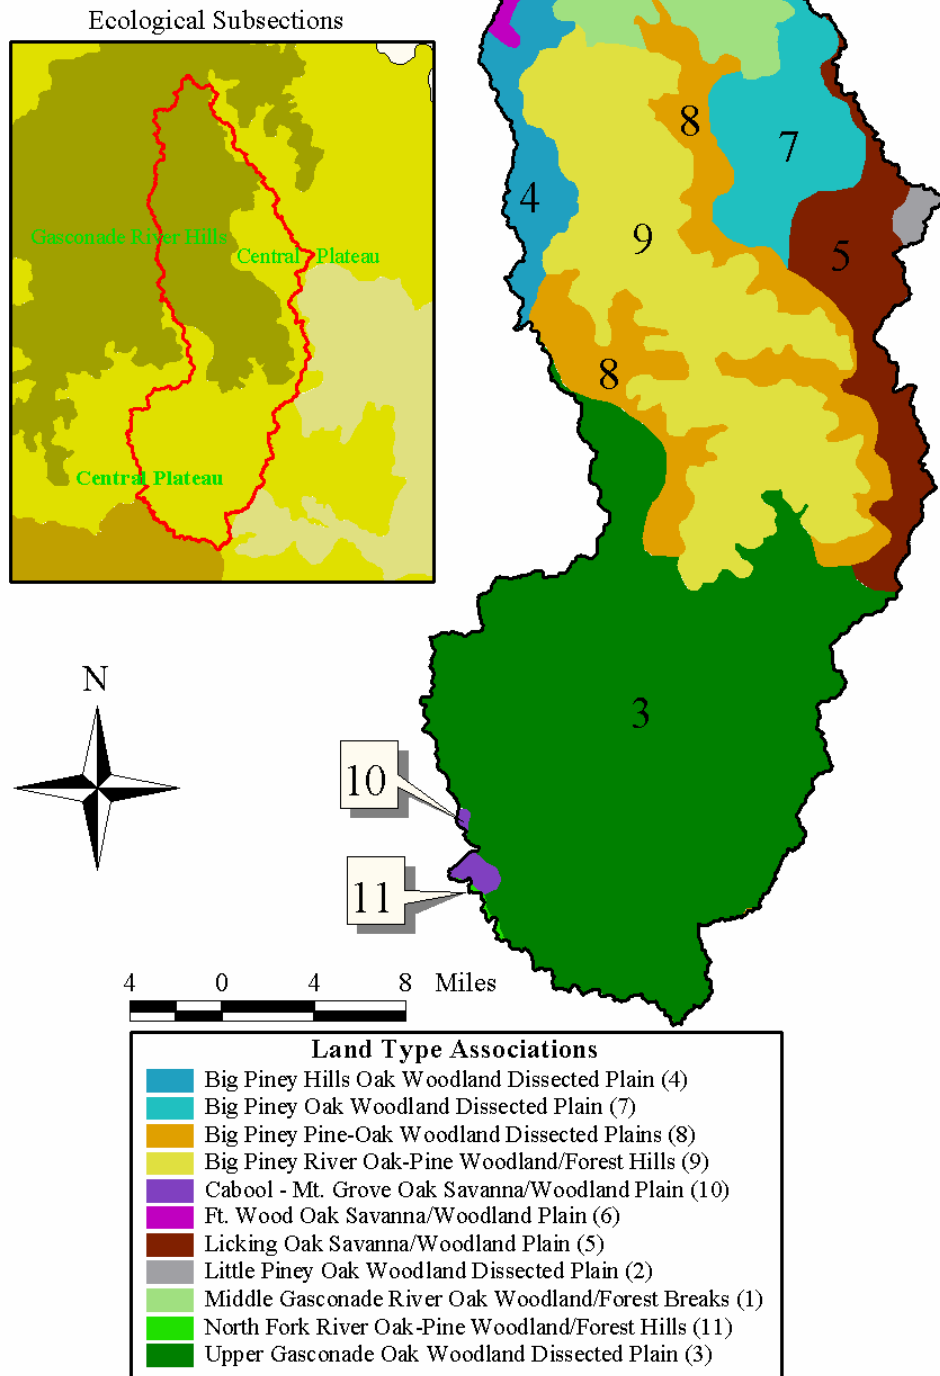 Ecological Subsections
Gasconade River Hills
Central Plateau
Central Plateau
8
7
4
9
5
8
3
N
10
11
4 0 4 8 Miles
Land Type Associations
Big Piney Hills Oak Woodland Dissected Plain (4)
Big Piney Oak Woodland Dissected Plain (7)
Big Piney Pine-Oak Woodland Dissected Plains (8)
Big Piney River Oak-Pine Woodland/Forest Hills (9)
Cabool - Mt. Grove Oak Savanna/Woodland Plain (10)
Ft. Wood Oak Savanna/Woodland Plain (6)
Licking Oak Savanna/Woodland Plain (5)
Little Piney Oak Woodland Dissected Plain (2)
Middle Gasconade River Oak Woodland/Forest Breaks (1)
North Fork River Oak-Pine Woodland/Forest Hills (11)
Upper Gasconade Oak Woodland Dissected Plain (3)